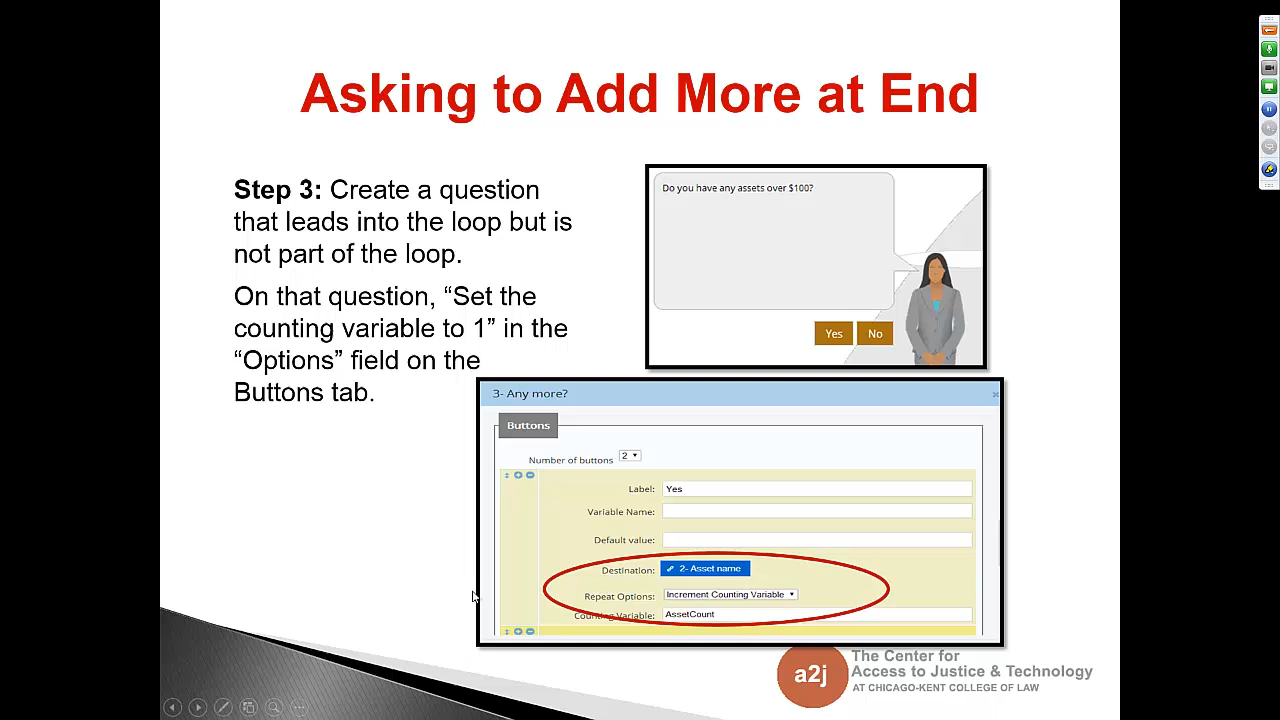 Asking to Add More at End
Step 3: Create a question
that leads into the loop but is
not part of the loop.
On that question, “Set the
counting variable to 1” in the
“Options” field on the
Buttons tab.
Do you have any assets over $100?
Yes
No
3- Any more?
Buttons
Number of buttons 2
Label: Yes
Variable Name:
Default value:
Destination: 2- Asset name
Repeat Options: Increment Counting Variable
Counting Variable: AssetCount
a2j
The Center for
Access to Justice & Technology
AT CHICAGO-KENT COLLEGE OF LAW